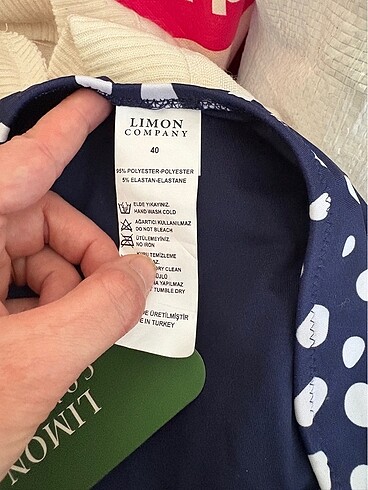 LIMON
COMPANY
40
95% POLYESTER-POLYESTER
5% ELASTAN-ELASTANE
ELDE YIKAYINIZ.
HAND WASH COLD
AĞARTICI KULLANILMAZ
DO NOT BLEACH
ÜTÜLEMEYİNİZ.
NO IRON
KURU TEMİZLEME
DRY CLEAN
YAPILMAZ
TUMBLE DRY
ÜRETİLMİŞTİR
IN TURKEY
LIMON